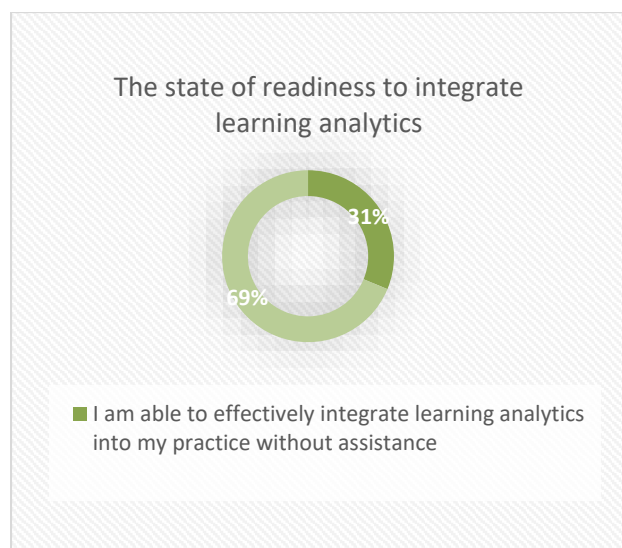 The state of readiness to integrate
learning analytics
31%
69%
I am able to effectively integrate learning analytics
into my practice without assistance